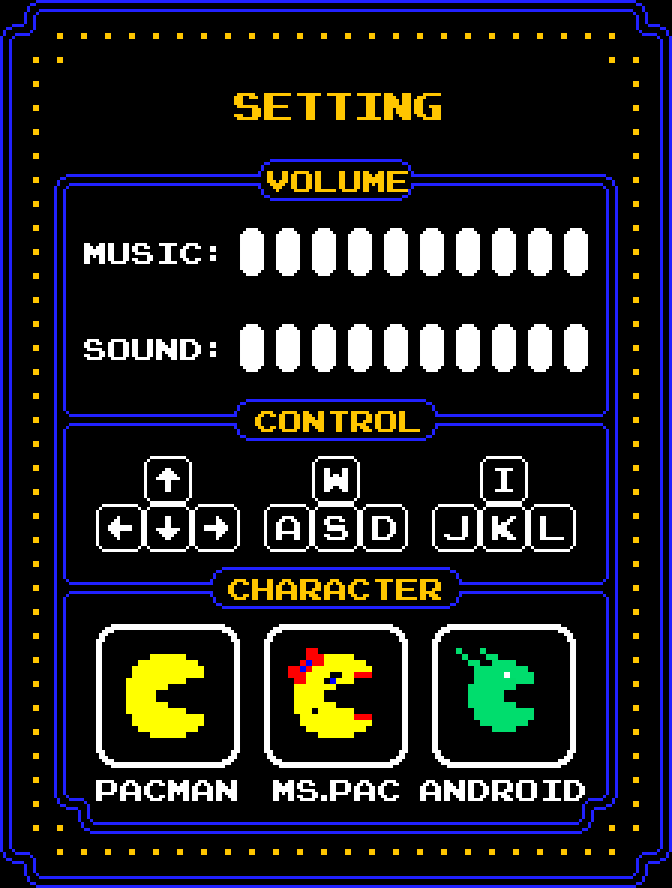 SETTING
VOLUME
MUSIC:
SOUND:
CONTROL
↑ W I
← ↓ → A S D J K L
CHARACTER
PACMAN MS.PAC ANDROID